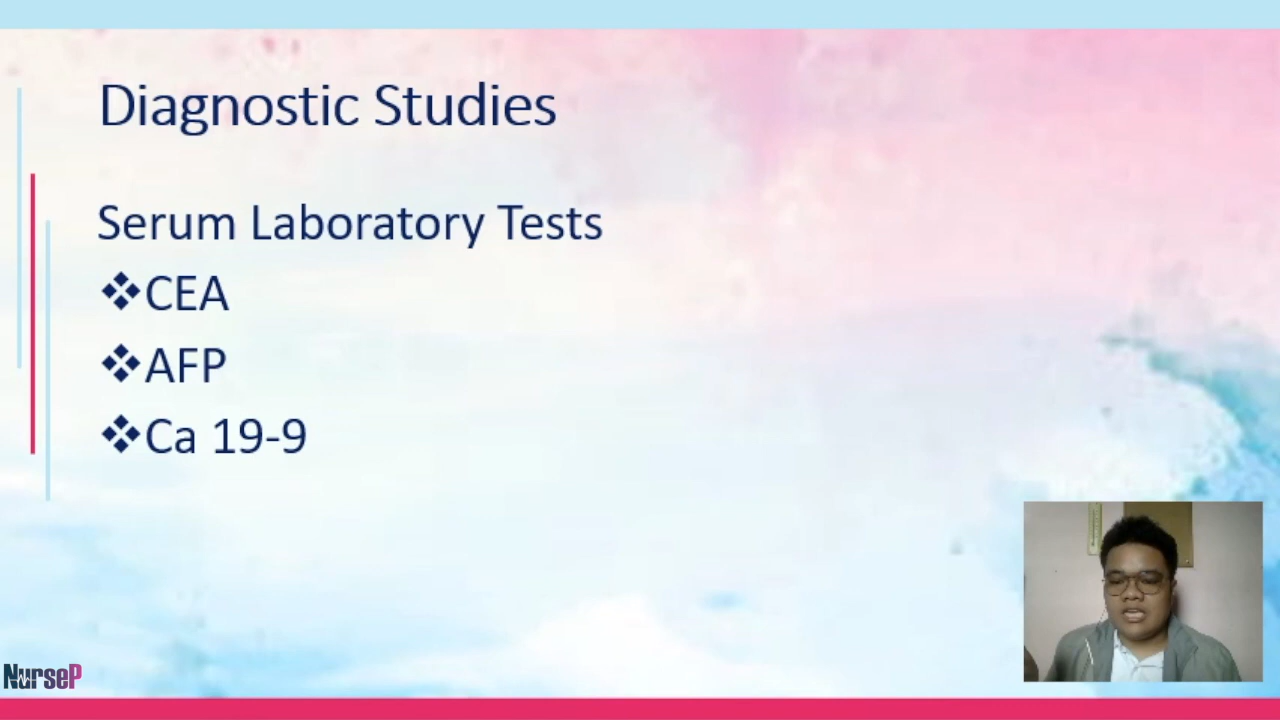 Diagnostic Studies
Serum Laboratory Tests
❖CEA
❖AFP
❖Ca 19-9
NurseP